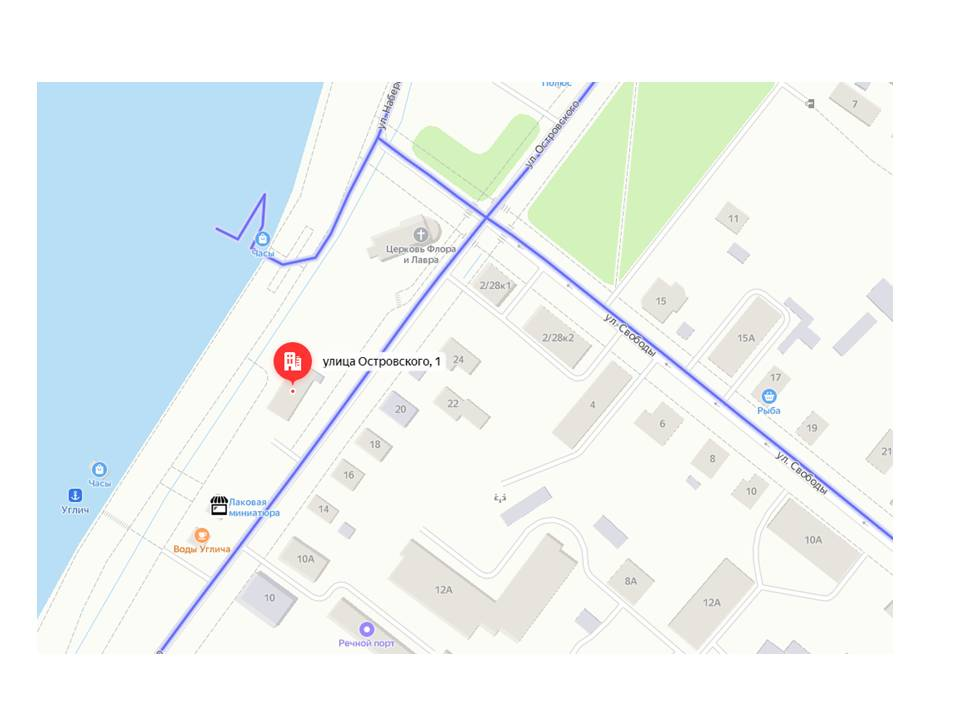 Полюс
ул. Набер
ул. Островского
7
11
Часы
Церковь Флора
и Лавра
2/28к1
15
ул. Свободы
2/28к2
15А
улица Островского, 1
24
17
Рыба
20
22
4
6
19
18
8
21
ул. Свободы
16
10
Часы
Углич
14
Лаковая
миниатюра
10А
Воды Углича
10А
8А
12А
12А
10
Речной порт